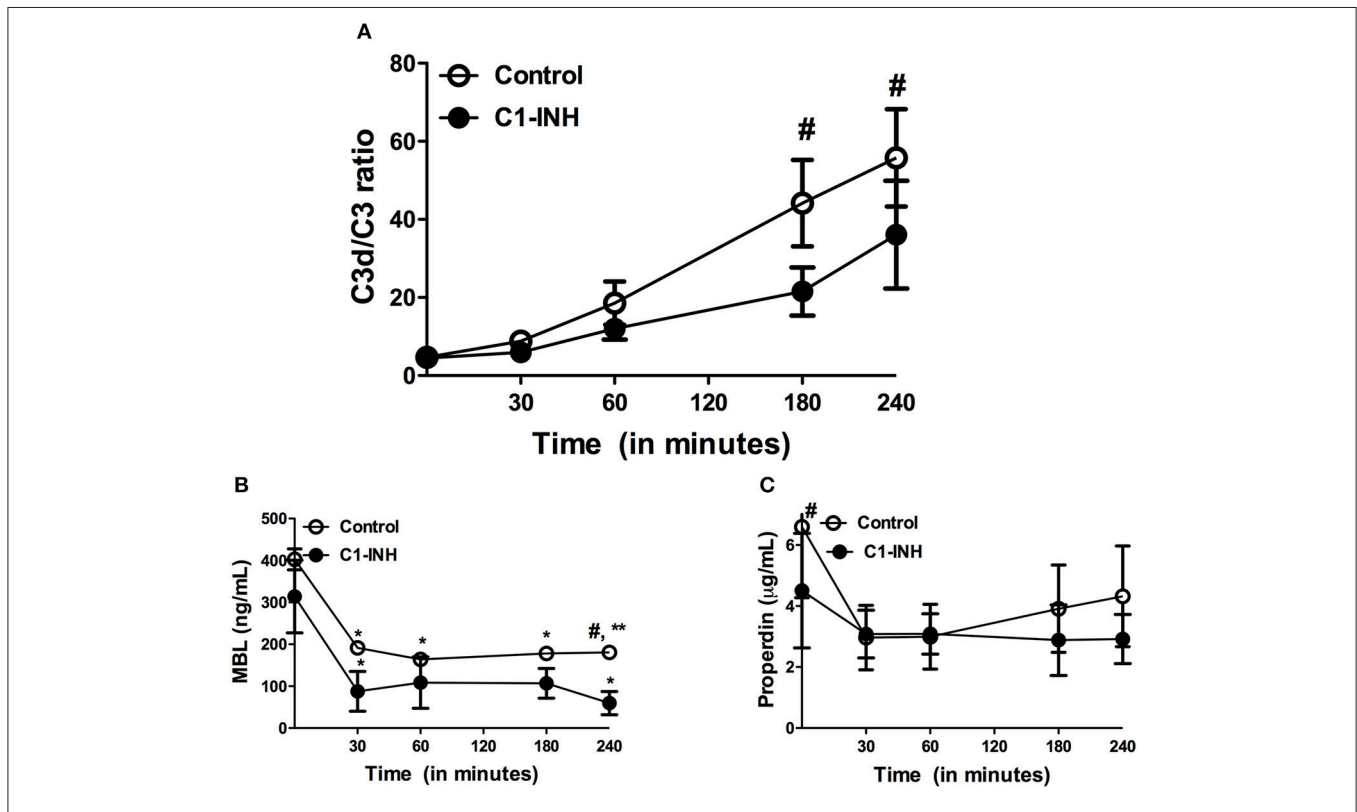 A
Control
C1-INH
#
#
C3d/C3 ratio
80
60
40
20
0
30
60
120
180
240
Time (in minutes)
B
Control
C1-INH
MBL (ng/mL)
500
400
300
200
100
0
*
*
*
*
#, **
*
30
60
120
180
240
Time (in minutes)
C
#
Control
C1-INH
Properdin (µg/mL)
6
4
2
0
30
60
120
180
240
Time (in minutes)